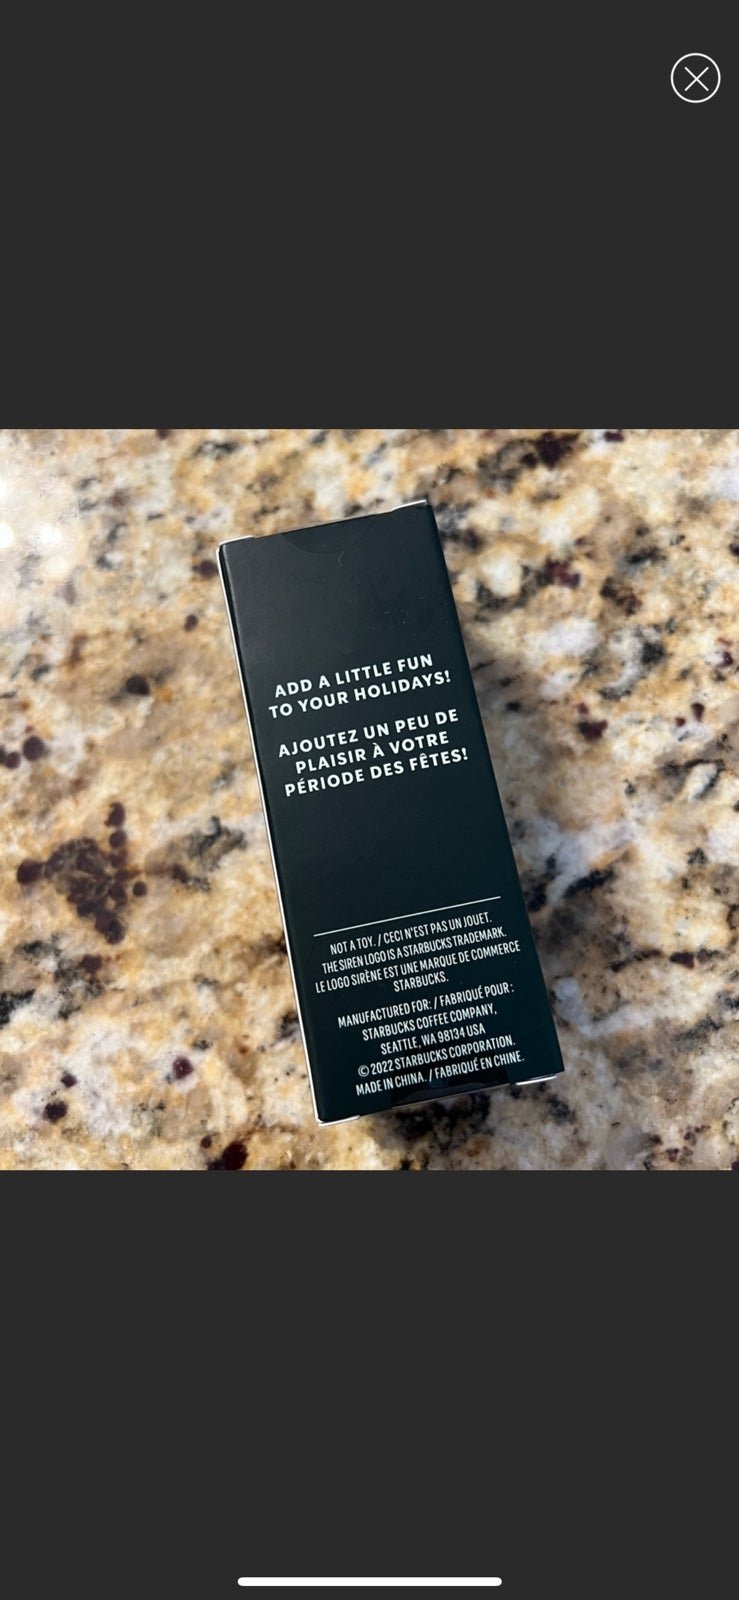 ADD A LITTLE FUN
TO YOUR HOLIDAYS!
AJOUTEZ UN PEU DE
PLAISIR À VOTRE
PÉRIODE DES FÊTES!
NOT A TOY. / CECI N'EST PAS UN JOUET.
THE SIREN LOGO IS A STARBUCKS TRADEMARK.
LE LOGO SIRÈNE EST UNE MARQUE DE COMMERCE
STARBUCKS.
MANUFACTURED FOR: / FABRIQUÉ POUR :
STARBUCKS COFFEE COMPANY,
SEATTLE, WA 98134 USA
© 2022 STARBUCKS CORPORATION.
MADE IN CHINA. / FABRIQUÉ EN CHINE.